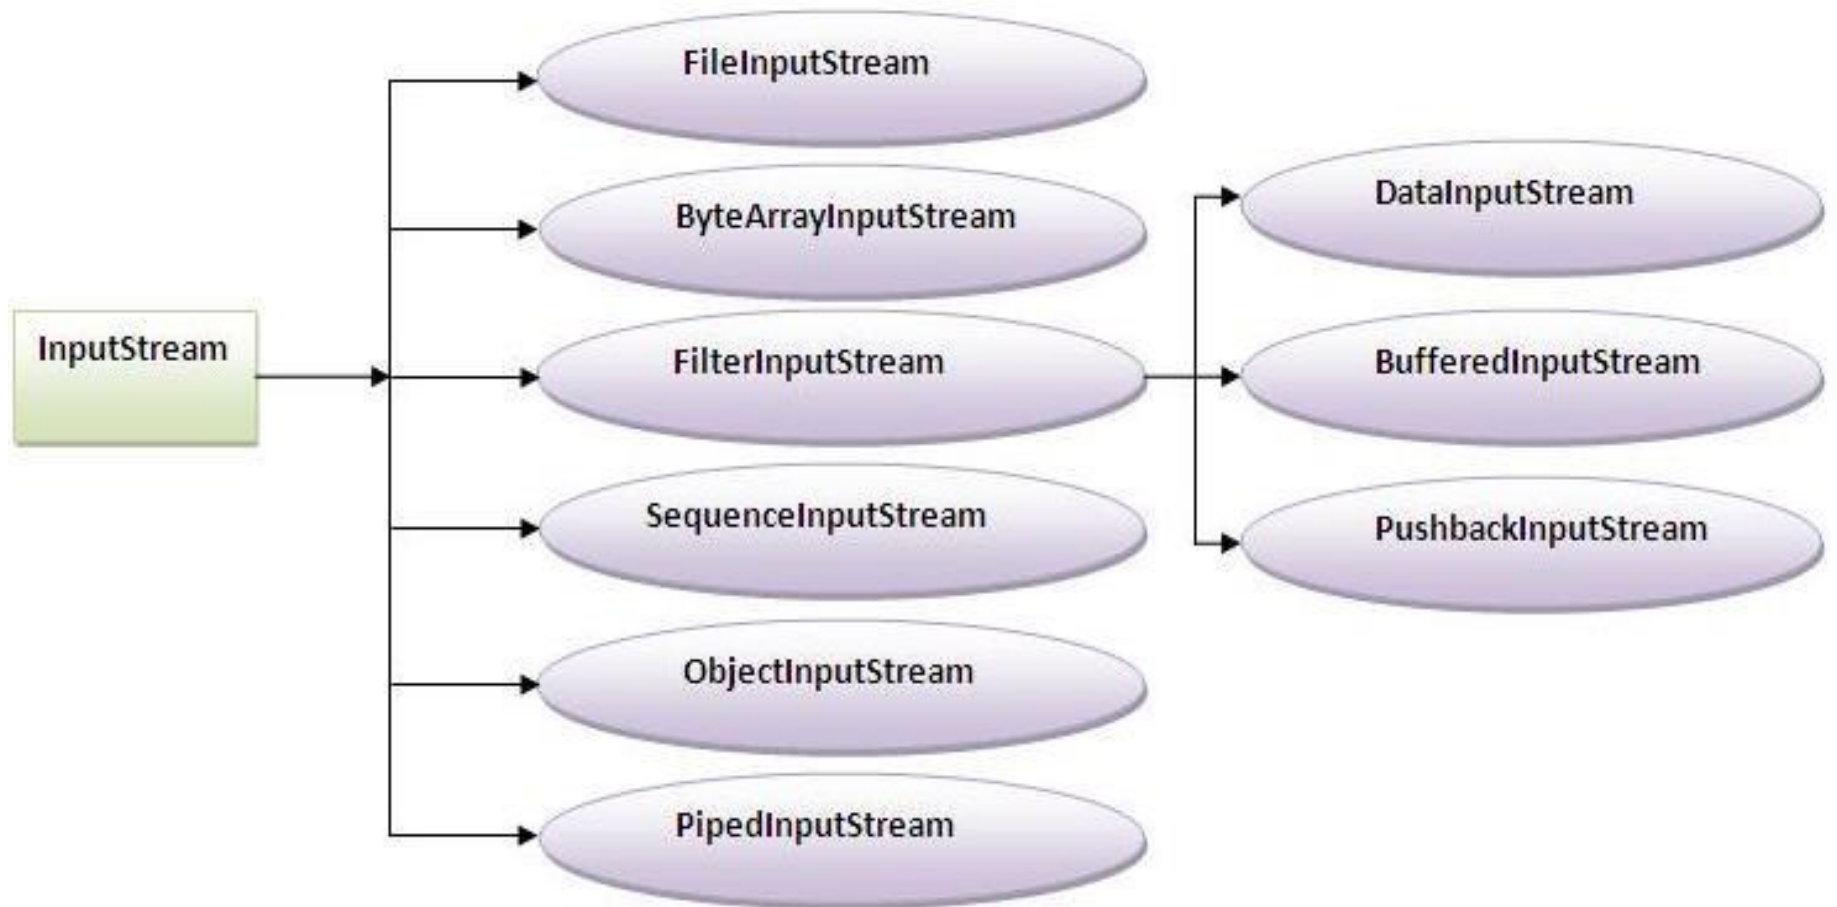 FileInputStream
ByteArrayInputStream
DataInputStream
InputStream
FilterInputStream
BufferedInputStream
SequenceInputStream
PushbackInputStream
ObjectInputStream
PipedInputStream